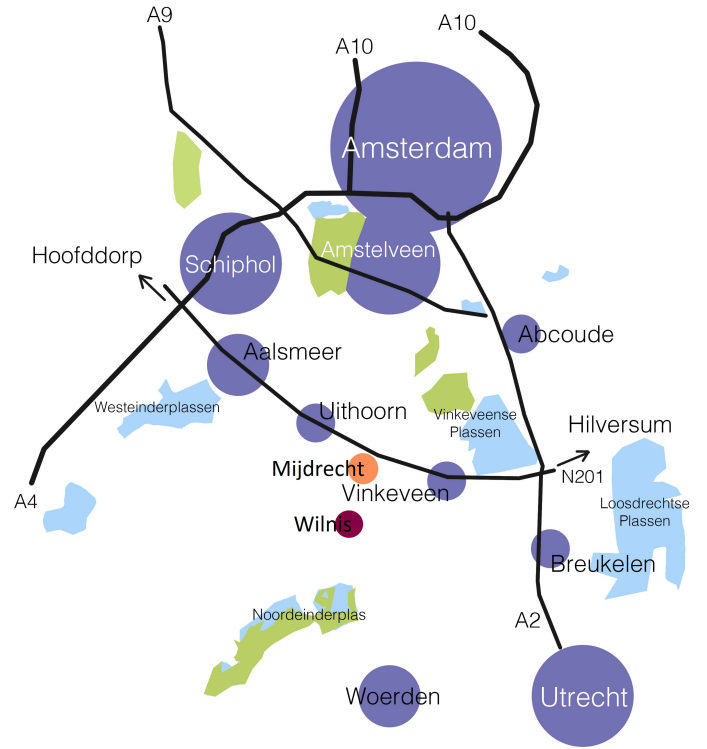 A9
A10
A10
Amsterdam
Hoofddorp
Schiphol
Amstelveen
Abcoude
Aalsmeer
Westeinderplassen
Uithoorn
Vinkeveense
Plassen
Hilversum
Mijdrecht
N201
Vinkeveen
A4
Loosdrechtse
Plassen
Wilnis
Breukelen
Noordeinderplas
A2
Woerden
Utrecht